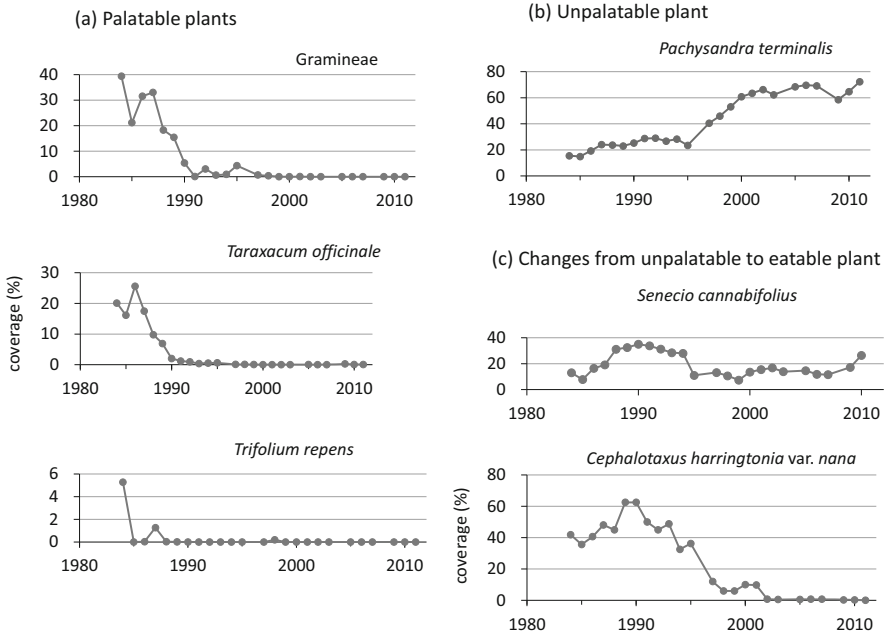 (a) Palatable plants
Gramineae
40
30
20
10
0
1980 1990 2000 2010
Taraxacum officinale
coverage (%)
30
20
10
0
1980 1990 2000 2010
Trifolium repens
6
4
2
0
1980 1990 2000 2010
(b) Unpalatable plant
Pachysandra terminalis
80
60
40
20
0
1980 1990 2000 2010
(c) Changes from unpalatable to eatable plant
Senecio cannabifolius
40
20
0
1980 1990 2000 2010
Cephalotaxus harringtonia var. nana
coverage (%)
80
60
40
20
0
1980 1990 2000 2010